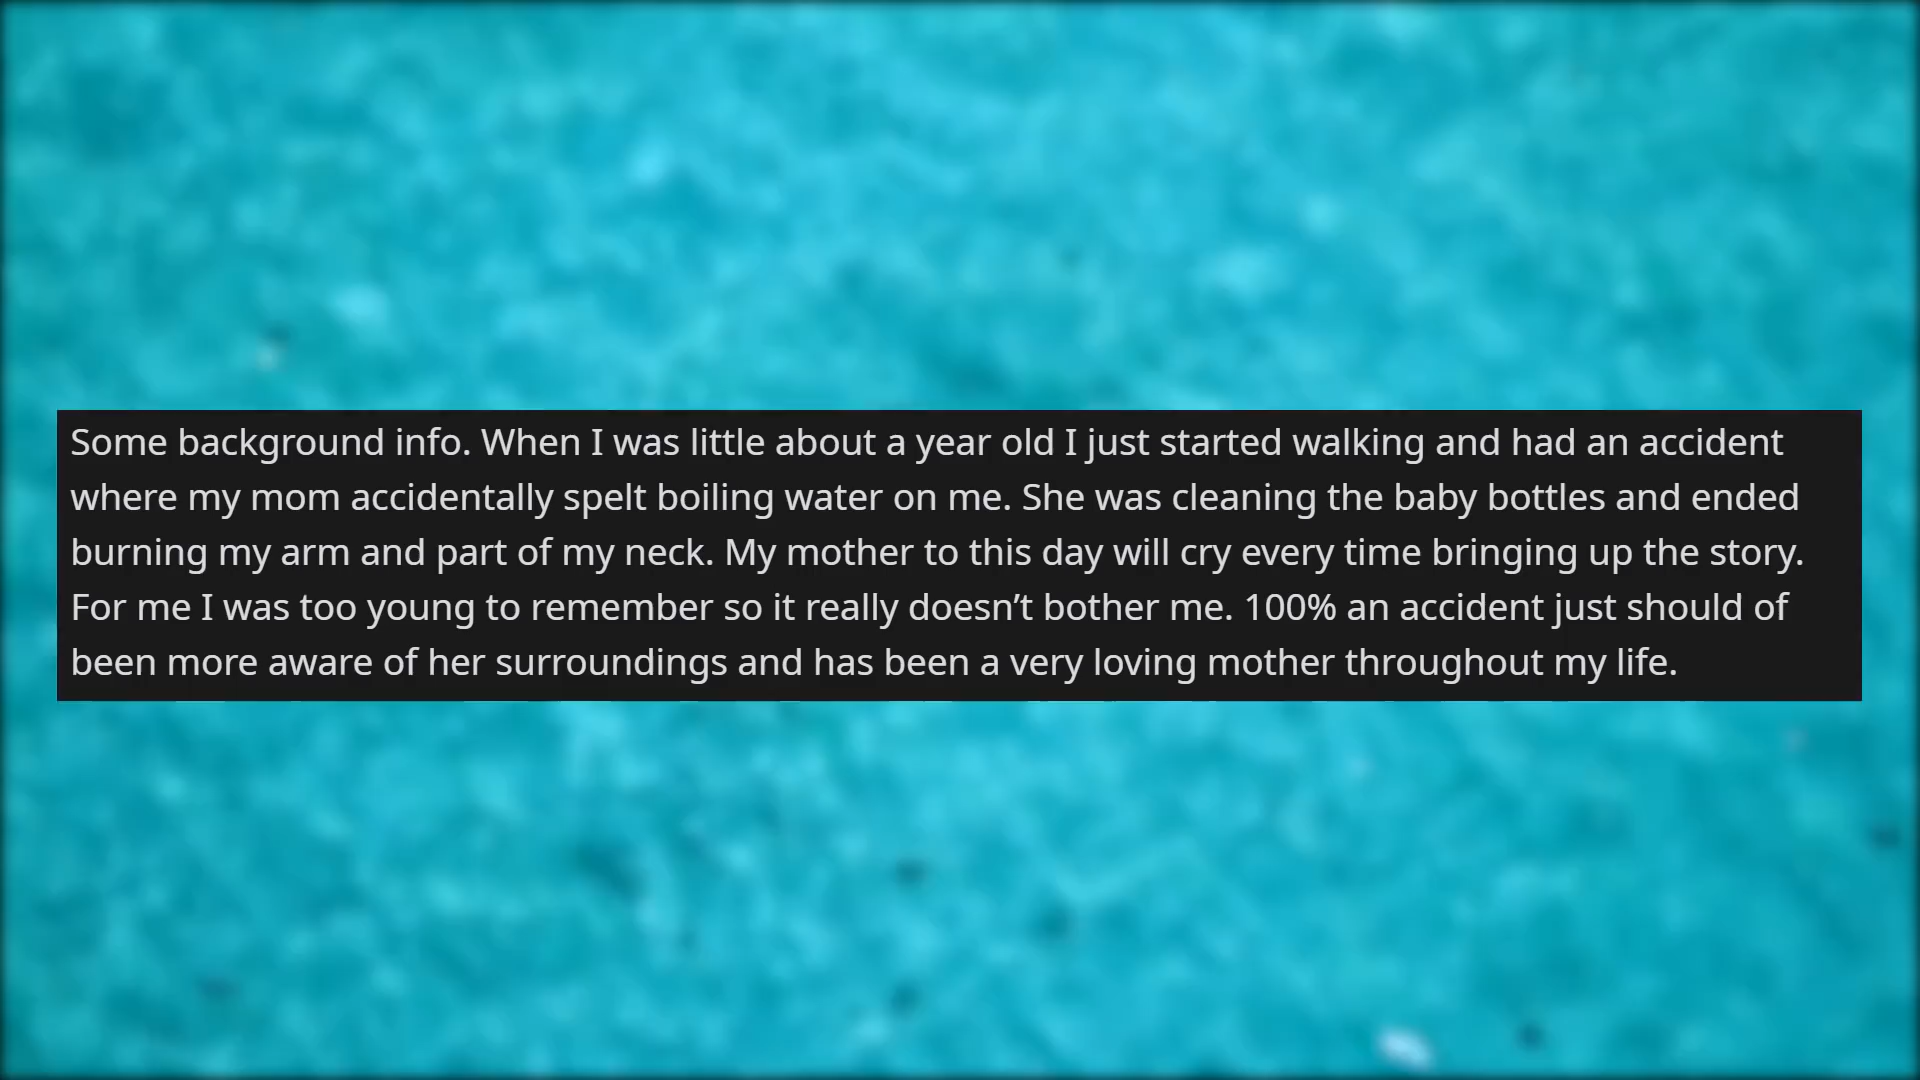 Some background info. When I was little about a year old I just started walking and had an accident
where my mom accidentally spelt boiling water on me. She was cleaning the baby bottles and ended
burning my arm and part of my neck. My mother to this day will cry every time bringing up the story.
For me I was too young to remember so it really doesn’t bother me. 100% an accident just should of
been more aware of her surroundings and has been a very loving mother throughout my life.